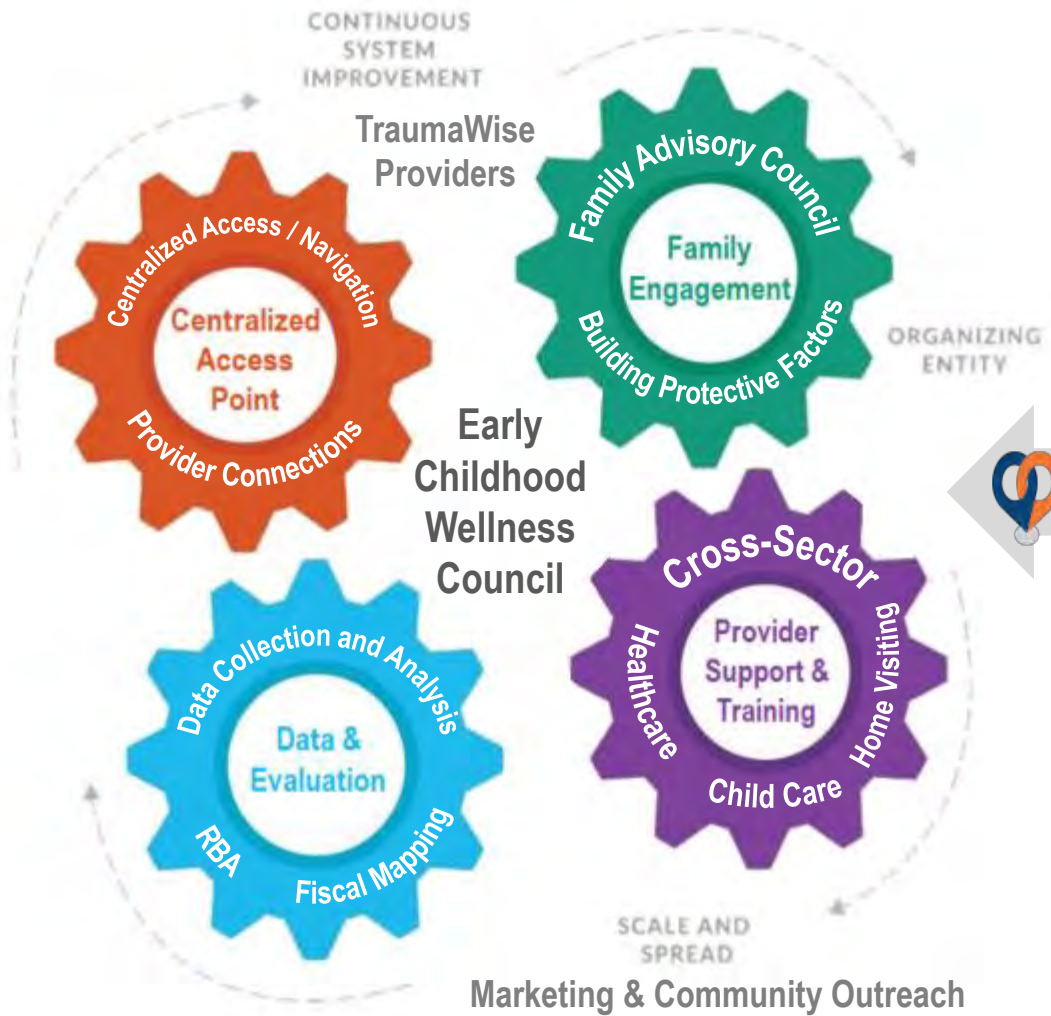 CONTINUOUS
SYSTEM
IMPROVEMENT
TraumaWise
Providers
Centralized Access / Navigation
Centralized
Access
Point
Provider Connections
Family Advisory Council
Family
Engagement
Building Protective Factors
ORGANIZING
ENTITY
Early
Childhood
Wellness
Council
Cross-Sector
Healthcare
Provider
Support &
Training
Home Visiting
Child Care
Data Collection and Analysis
Data &
Evaluation
RBA
Fiscal Mapping
SCALE AND
SPREAD
Marketing & Community Outreach